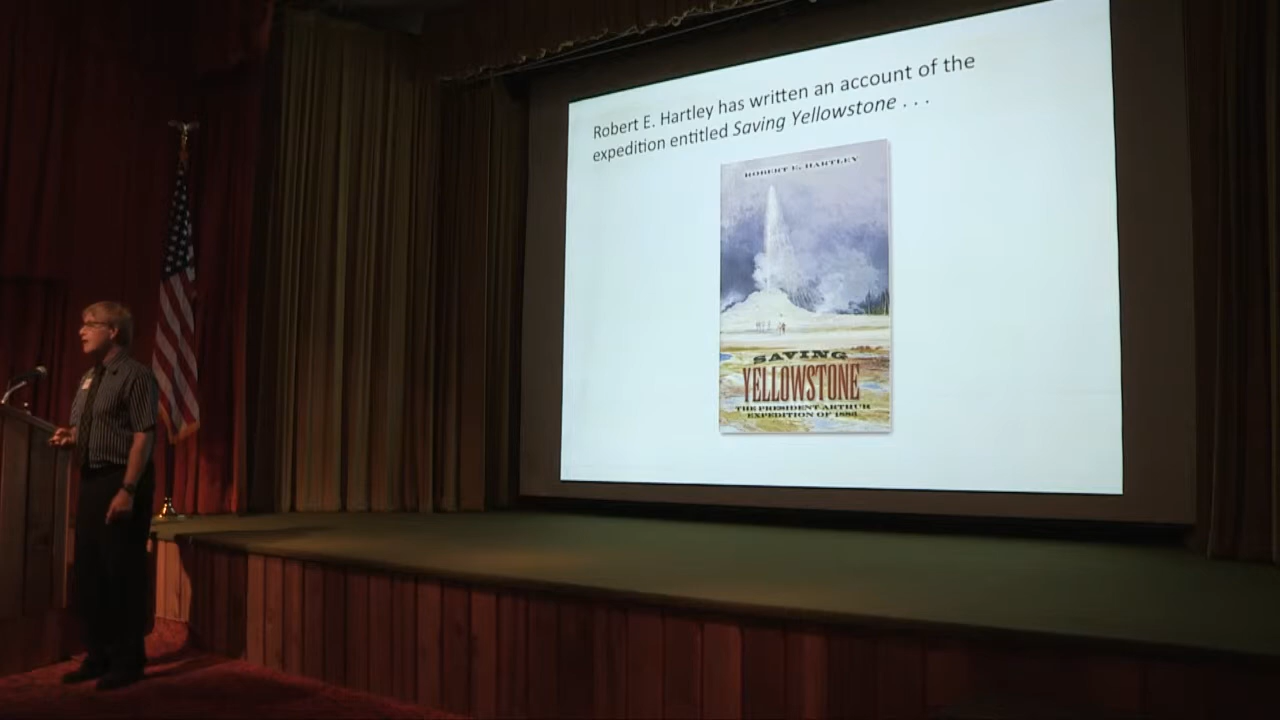 Robert E. Hartley has written an account of the
expedition entitled Saving Yellowstone . . .
ROBERT E. HARTLEY
SAVING
YELLOWSTONE
THE PRESIDENT ARTHUR
EXPEDITION OF 1883